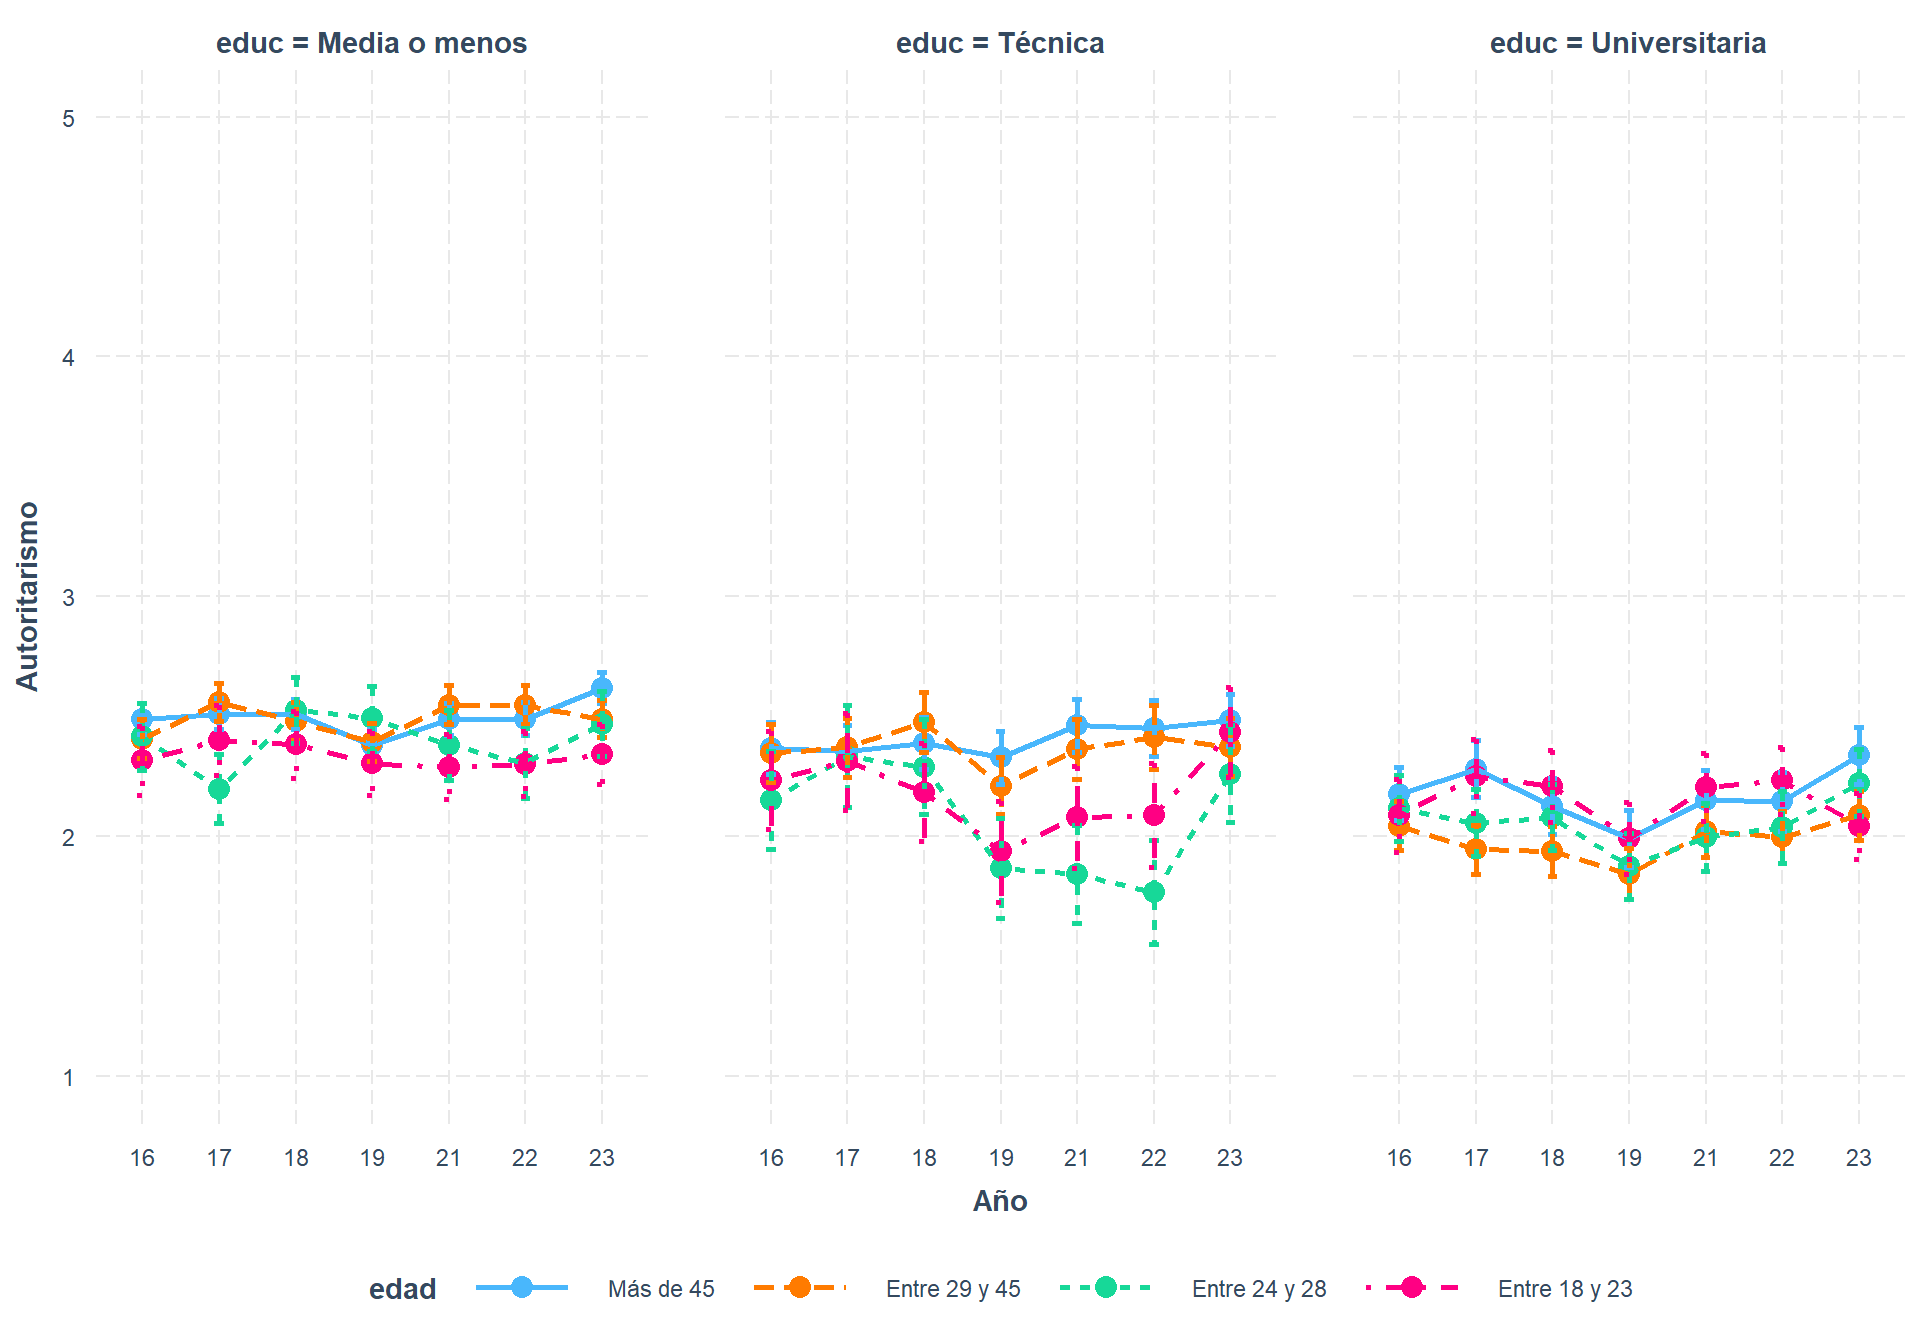 educ = Media o menos
educ = Técnica
educ = Universitaria
5
4
3
2
1
Autoritarismo
16 17 18 19 21 22 23
16 17 18 19 21 22 23
16 17 18 19 21 22 23
Año
edad Más de 45 Entre 29 y 45 Entre 24 y 28 Entre 18 y 23